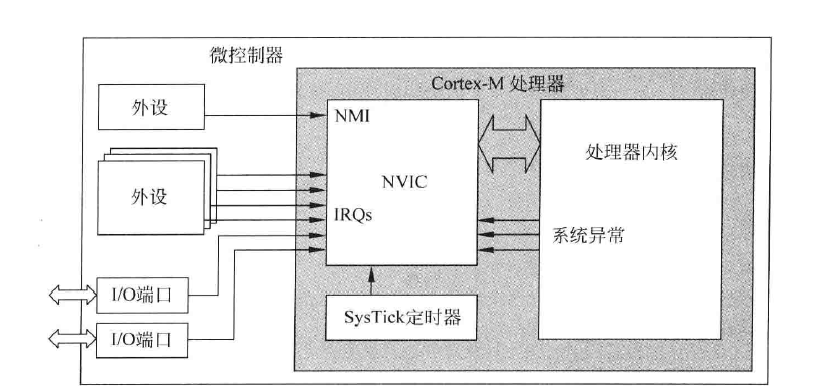 微控制器
Cortex-M 处理器
外设
NMI
处理器内核
NVIC
外设
IRQs
系统异常
I/O端口
SysTick定时器
I/O端口